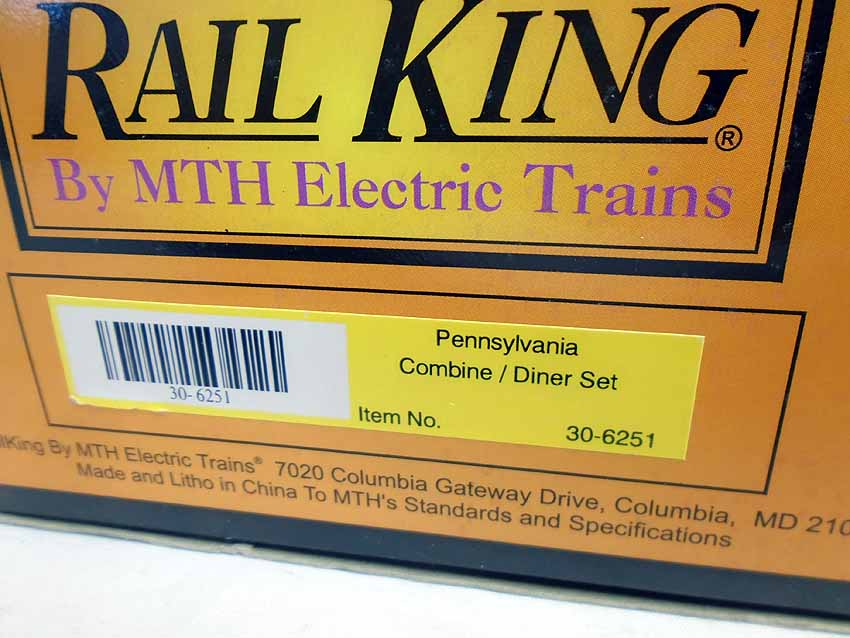 RAIL KING®
By MTH Electric Trains
30-6251
Pennsylvania
Combine / Diner Set
Item No. 30-6251
By MTH Electric Trains® 7020 Columbia Gateway Drive, Columbia, MD
Made and Litho in China To MTH's Standards and Specifications